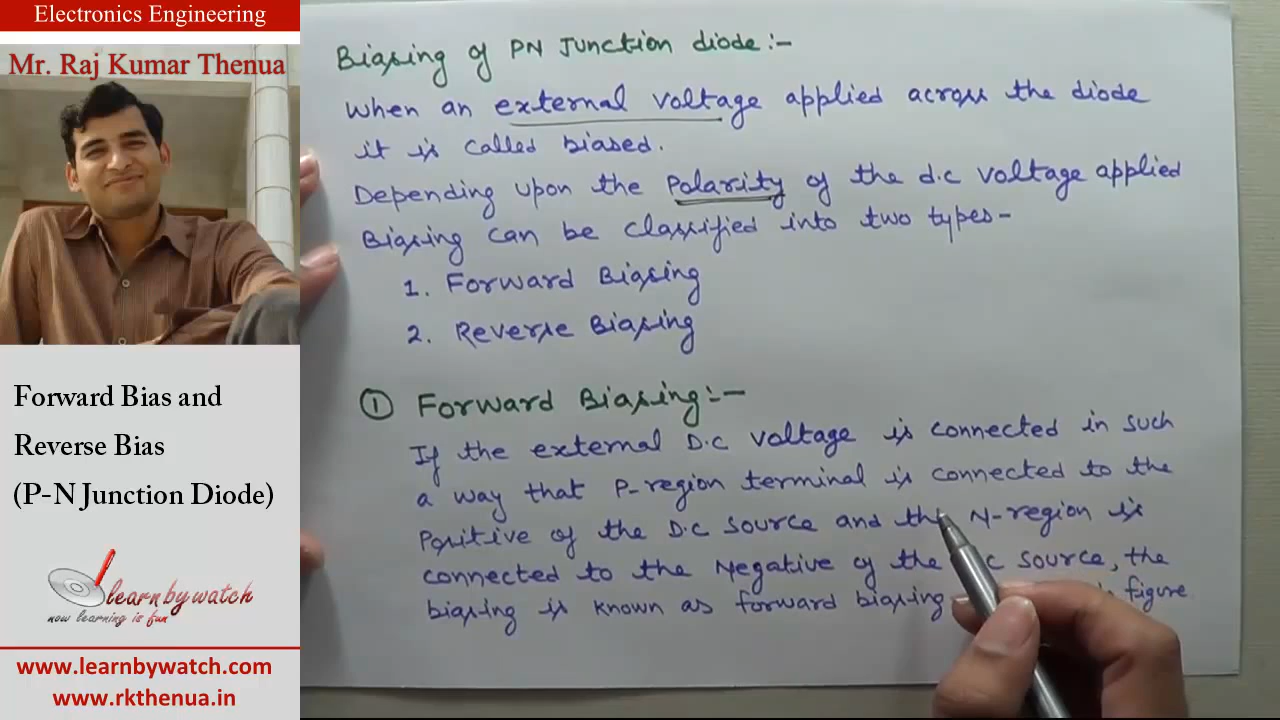 Electronics Engineering
Mr. Raj Kumar Thenua
Forward Bias and
Reverse Bias
(P-N Junction Diode)
learnbywatch
now learning is fun
www.learnbywatch.com
www.rkthenua.in
Biasing of PN Junction diode:-
When an external voltage applied across the diode
it is called biased.
Depending upon the Polarity of the d.c voltage applied
Biasing can be classified into two types-
1. Forward Biasing
2. Reverse Biasing
① Forward Biasing:-
If the external D.C voltage is connected in such
a way that P-region terminal is connected to the
Positive of the D.C source and the N-region is
connected to the Negative of the C source, the
biasing is known as forward biasing figure